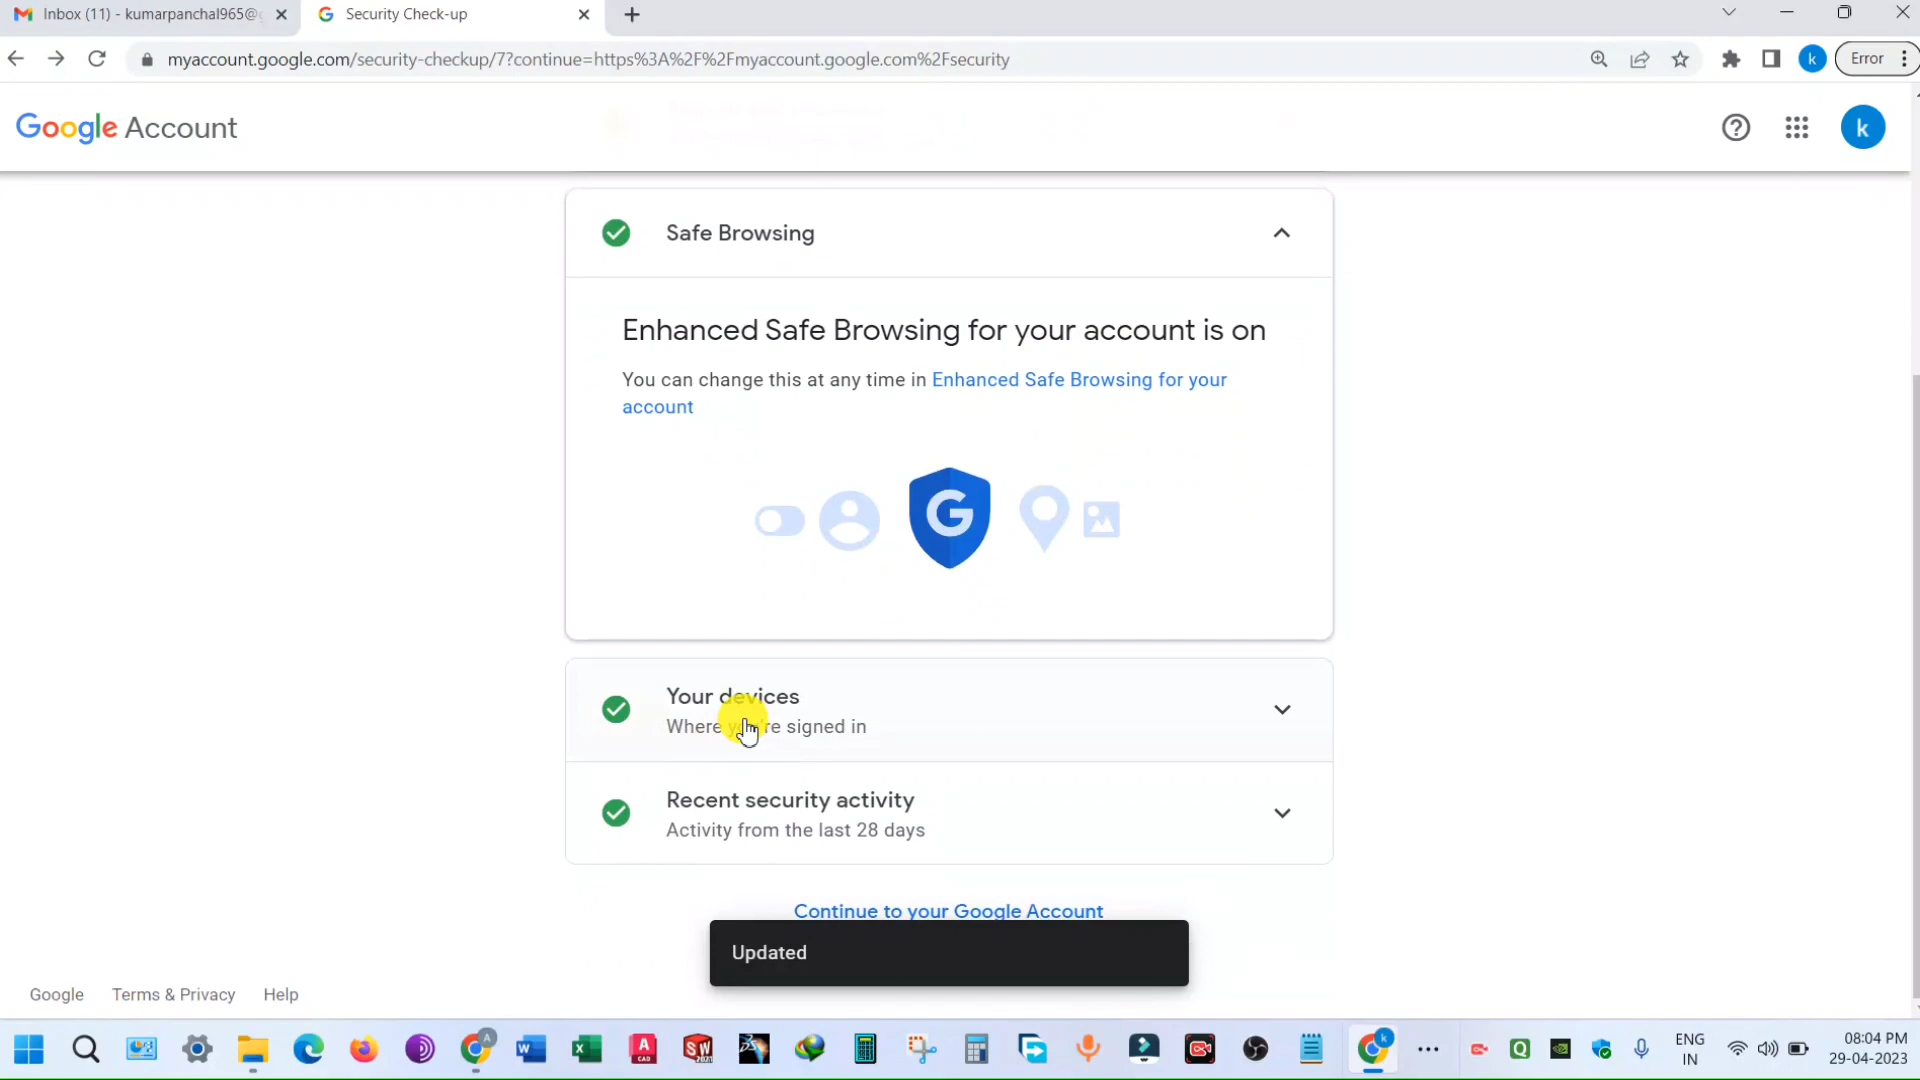 Inbox (11) - kumarpanchal965@g
Security Check-up
myaccount.google.com/security-checkup/7?continue=https%3A%2F%2Fmyaccount.google.com%2Fsecurity
k
Error
Google Account
k
Safe Browsing
Enhanced Safe Browsing for your account is on
You can change this at any time in Enhanced Safe Browsing for your
account
G
Your devices
Where you're signed in
Recent security activity
Activity from the last 28 days
Continue to your Google Account
Updated
Google
Terms & Privacy
Help
ENG
IN
08:04 PM
29-04-2023